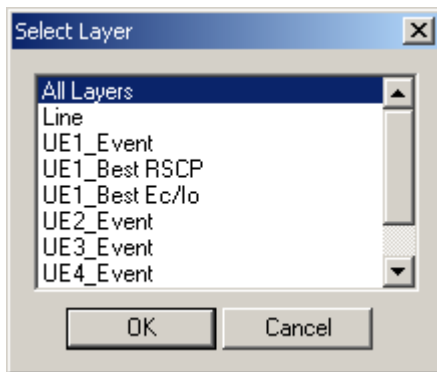 Select Layer
All Layers
Line
UE1_Event
UE1_Best RSCP
UE1_Best Ec/Io
UE2_Event
UE3_Event
UE4_Event
OK
Cancel